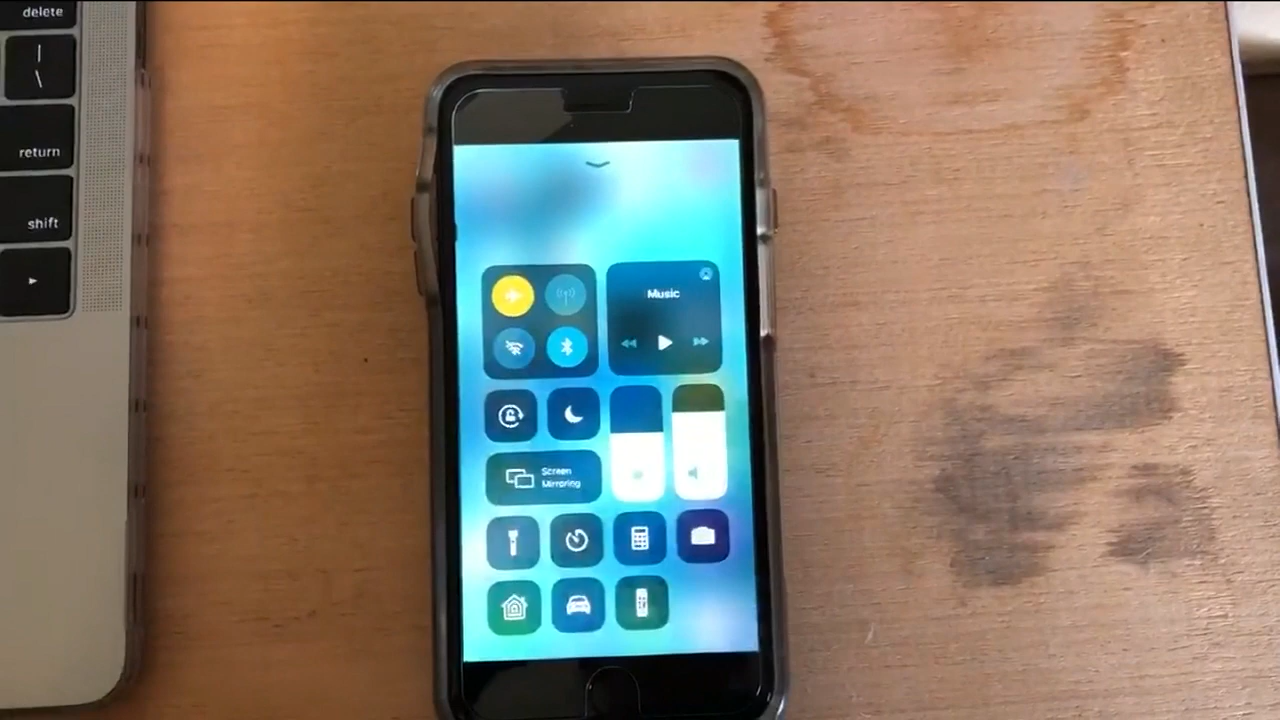 delete
|
\
return
shift
Music
Screen
Mirroring